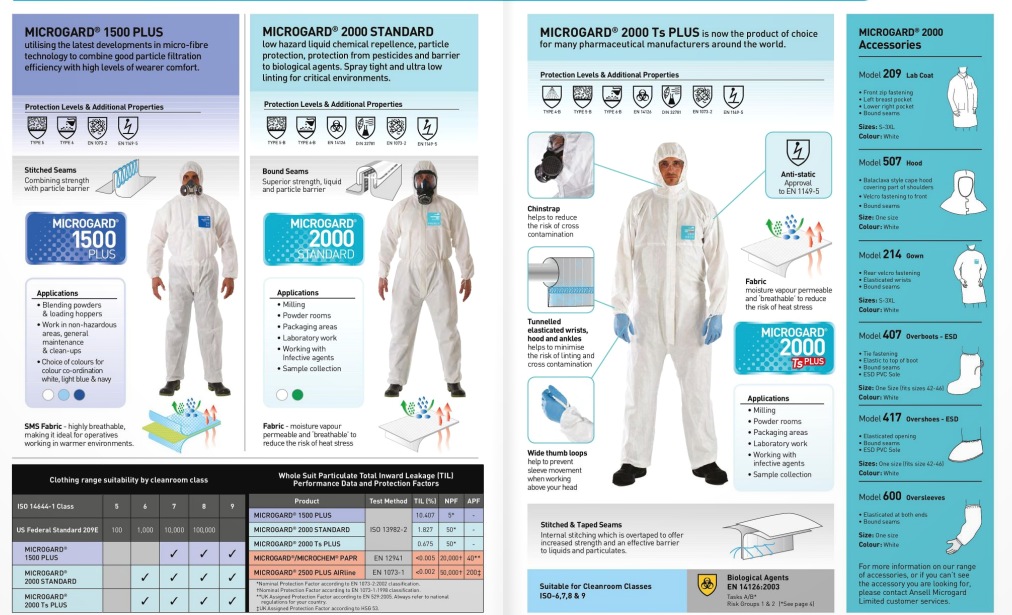 MICROGARD® 1500 PLUS
utilising the latest developments in micro-fibre
technology to combine good particle filtration
efficiency with high levels of wearer comfort.
Protection Levels & Additional Properties
TYPE 5
TYPE 6
EN 1073-2
EN 1149-5
Stitched Seams
Combining strength
with particle barrier
MICROGARD®
1500
PLUS
Applications
• Blending powders
& loading hoppers
• Work in non-hazardous
areas, general
maintenance
& clean-ups
• Choice of colours for
colour co-ordination
white, light blue & navy
SMS Fabric - highly breathable,
making it ideal for operatives
working in warmer environments.
MICROGARD® 2000 STANDARD
low hazard liquid chemical repellence, particle
protection, protection from pesticides and barrier
to biological agents. Spray tight and ultra low
linting for critical environments.
Protection Levels & Additional Properties
TYPE 5-B
TYPE 6-B
EN 14126
DIN 32781
EN 1073-2
EN 1149-5
Bound Seams
Superior strength, liquid
and particle barrier
MICROGARD®
2000
STANDARD
Applications
• Milling
• Powder rooms
• Packaging areas
• Laboratory work
• Working with
Infective agents
• Sample collection
Fabric - moisture vapour
permeable and 'breathable' to
reduce the risk of heat stress
Clothing range suitability by cleanroom class
ISO 14644-1 Class 5 6 7 8 9
US Federal Standard 209E 100 1,000 10,000 100,000
MICROGARD®
1500 PLUS ✓ ✓ ✓
MICROGARD®
2000 STANDARD ✓ ✓ ✓ ✓
MICROGARD®
2000 Ts PLUS ✓ ✓ ✓ ✓
Whole Suit Particulate Total Inward Leakage (TIL)
Performance Data and Protection Factors
Product Test Method TIL (%) NPF APF
MICROGARD® 1500 PLUS 10.407 5* -
MICROGARD® 2000 STANDARD ISO 13982-2 1.827 50* -
MICROGARD® 2000 Ts PLUS 0.675 50* -
MICROGARD®/MICROCHEM® PAPR EN 12941 <0.005 20,000† 40**
MICROGARD® 2500 PLUS AIRline EN 1073-1 <0.002 50,000† 200‡
*Nominal Protection Factor according to EN 1073-2:2002 classification.
†Nominal Protection Factor according to EN 1073-1:1998 classification.
**UK Assigned Protection Factor according to EN 529:2005. Always refer to national
regulations for your country.
‡UK Assigned Protection Factor according to HSG 53.
MICROGARD® 2000 Ts PLUS is now the product of choice
for many pharmaceutical manufacturers around the world.
Protection Levels & Additional Properties
TYPE 4-B
TYPE 5-B
TYPE 6-B
EN 14126
DIN 32781
EN 1073-2
EN 1149-5
Chinstrap
helps to reduce
the risk of cross
contamination
Tunnelled
elasticated wrists,
hood and ankles
helps to minimise
the risk of linting and
cross contamination
Wide thumb loops
help to prevent
sleeve movement
when working
above your head
Anti-static
Approval
to EN 1149-5
Fabric
moisture vapour permeable
and 'breathable' to reduce
the risk of heat stress
MICROGARD®
2000
Ts PLUS
Applications
• Milling
• Powder rooms
• Packaging areas
• Laboratory work
• Working with
infective agents
• Sample collection
Stitched & Taped Seams
Internal stitching which is overtaped to offer
increased strength and an effective barrier
to liquids and particulates.
Suitable for Cleanroom Classes
ISO-6,7,8 & 9
Biological Agents
EN 14126:2003
Tasks A/B*
Risk Groups 1 & 2 (*See page 4)
MICROGARD® 2000
Accessories
Model 209 Lab Coat
• Front zip fastening
• Left breast pocket
• Lower right pocket
• Bound seams
Sizes: S-3XL
Colour: White
Model 507 Hood
• Balaclava style cape hood
covering part of shoulders
• Velcro fastening to front
• Bound seams
Size: One size
Colour: White
Model 214 Gown
• Rear velcro fastening
• Elasticated wrists
• Bound seams
Sizes: S-3XL
Colour: White
Model 407 Overboots - ESD
• Tie fastening
• Elastic to top of boot
• Bound seams
• ESD PVC Sole
Size: One Size (fits sizes 42-46)
Colour: White
Model 417 Overshoes - ESD
• Elasticated opening
• Bound seams
• ESD PVC Sole
Sizes: One size (fits size 42-46)
Colour: White
Model 600 Oversleeves
• Elasticated at both ends
• Bound seams
Size: One size
Colour: White
For more information on our range
of accessories, or if you can't see
the accessory you are looking for,
please contact Ansell Microgard
Limited customer services.